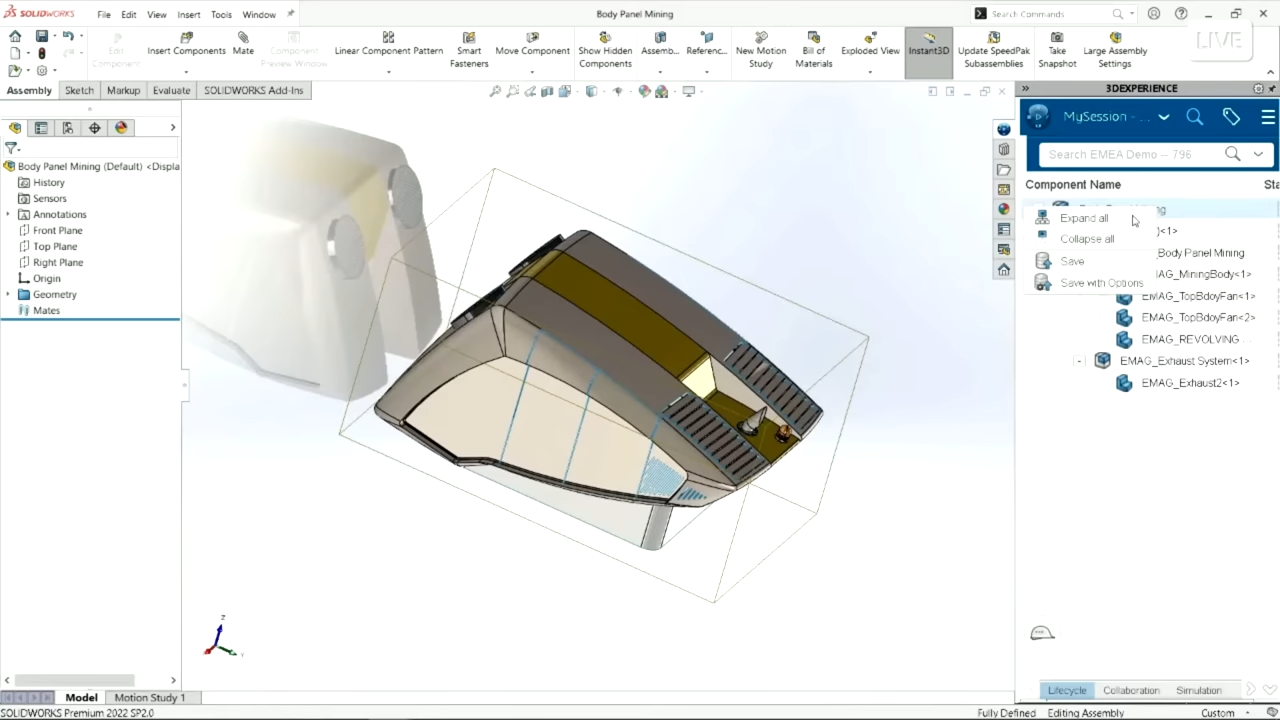 SOLIDWORKS File Edit View Insert Tools Window Body Panel Mining Search Commands
LIVE
Edit Component
Insert Components
Mate
Component Preview Window
Linear Component Pattern
Smart Fasteners
Move Component
Show Hidden Components
Assemb...
Referenc...
New Motion Study
Bill of Materials
Exploded View
Instant3D
Update SpeedPak Subassemblies
Take Snapshot
Large Assembly Settings
Assembly Sketch Markup Evaluate SOLIDWORKS Add-Ins
Body Panel Mining (Default) <Displa
History
Sensors
Annotations
Front Plane
Top Plane
Right Plane
Origin
Geometry
Mates
Z
Y
3DEXPERIENCE
MySession - ...
Search EMEA Demo -- 796
Component Name Sta
Expand all
Collapse all
Save
Save with Options
)<1>
Body Panel Mining
IAG_MiningBody<1>
EMAG_TopBdoyFan<1>
EMAG_TopBdoyFan<2>
EMAG_REVOLVING ...
EMAG_Exhaust System<1>
EMAG_Exhaust2<1>
Lifecycle Collaboration Simulation
Model Motion Study 1
SOLIDWORKS Premium 2022 SP2.0 Fully Defined Editing Assembly Custom